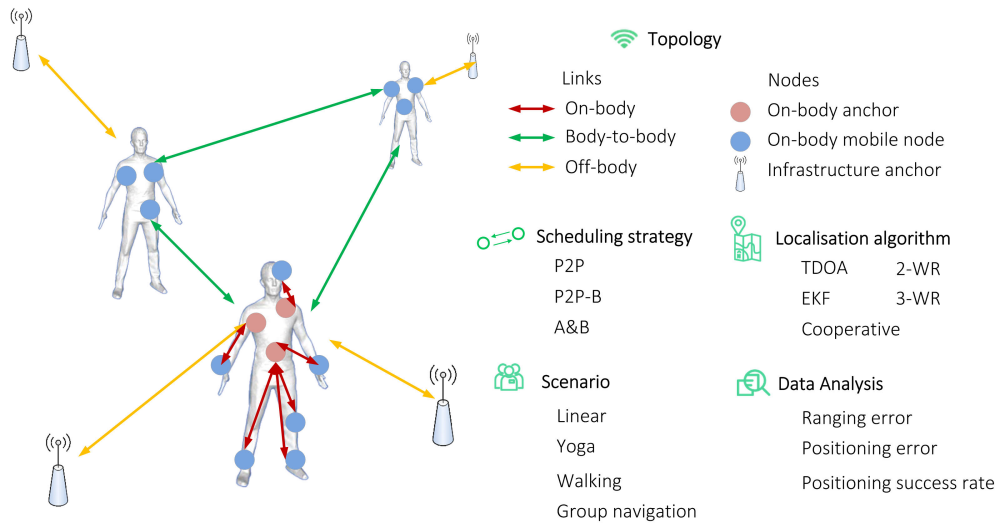 Topology
Links
On-body
Body-to-body
Off-body
Nodes
On-body anchor
On-body mobile node
Infrastructure anchor
Scheduling strategy
P2P
P2P-B
A&B
Localisation algorithm
TDOA 2-WR
EKF 3-WR
Cooperative
Scenario
Linear
Yoga
Walking
Group navigation
Data Analysis
Ranging error
Positioning error
Positioning success rate